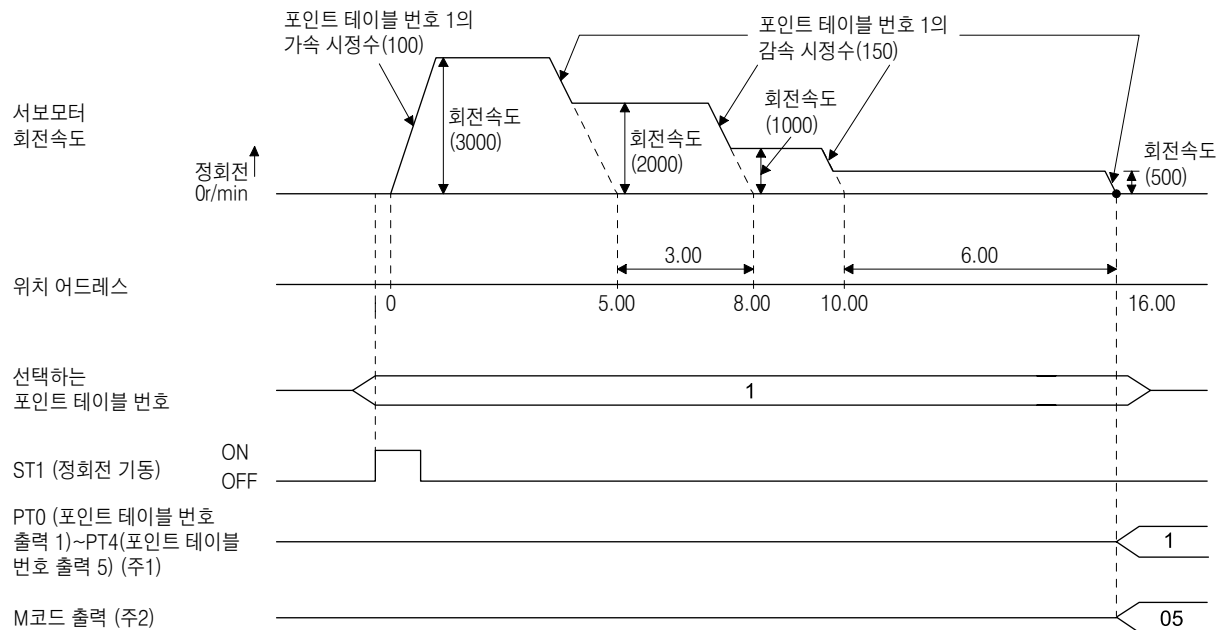 포인트 테이블 번호 1의
가속 시정수(100)
포인트 테이블 번호 1의
감속 시정수(150)
서보모터
회전속도
정회전
0r/min
회전속도
(3000)
회전속도
(2000)
회전속도
(1000)
회전속도
(500)
3.00
6.00
위치 어드레스
0
5.00
8.00
10.00
16.00
선택하는
포인트 테이블 번호
1
ST1 (정회전 기동)
ON
OFF
PT0 (포인트 테이블 번호
출력 1)~PT4(포인트 테이블
번호 출력 5) (주1)
1
M코드 출력 (주2)
05